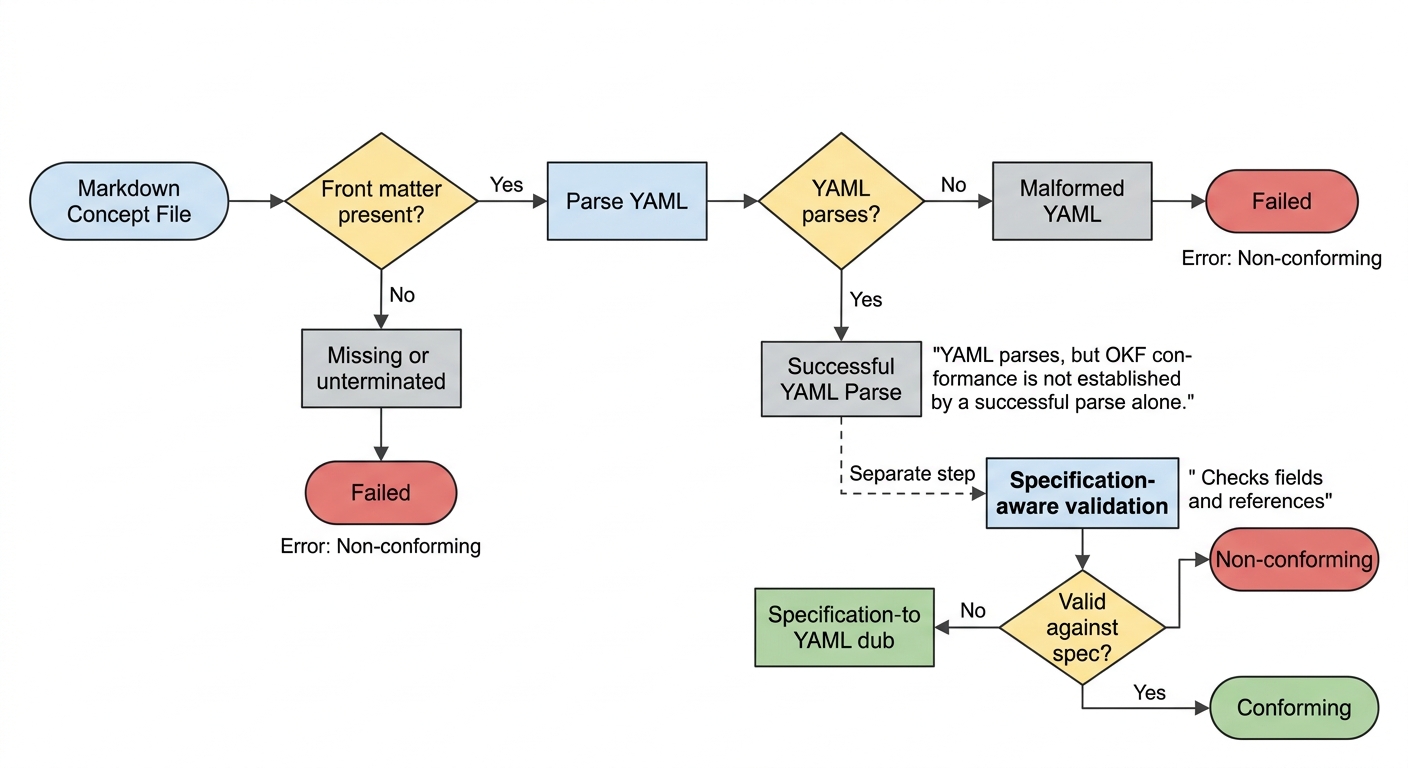 Markdown
Concept File
Front matter
present?
Yes
Parse YAML
YAML
parses?
No
Malformed
YAML
Failed
Error: Non-conforming
No
Missing or
unterminated
Failed
Error: Non-conforming
Yes
Successful
YAML Parse
"YAML parses, but OKF con-
formance is not established
by a successful parse alone."
Separate step
Specification-
aware validation
" Checks fields
and references"
Non-conforming
Valid
against
spec?
No
Specification-to
YAML dub
Yes
Conforming